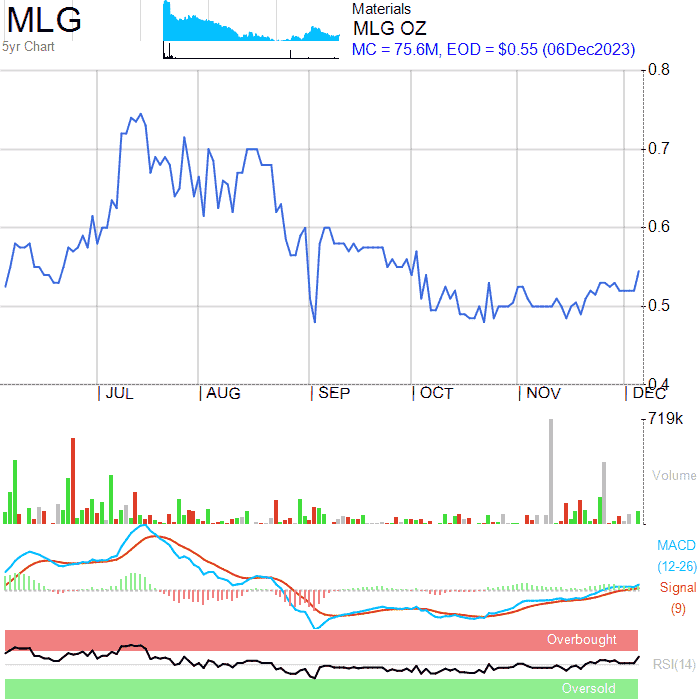 MLG
5yr Chart
Materials
MLG OZ
MC = 75.6M, EOD = $0.55 (06Dec2023)
0.8
0.7
0.6
0.5
0.4
JUL AUG SEP OCT NOV DEC
719k
Volume
MACD
(12-26)
Signal
(9)
Overbought
RSI(14)
Oversold